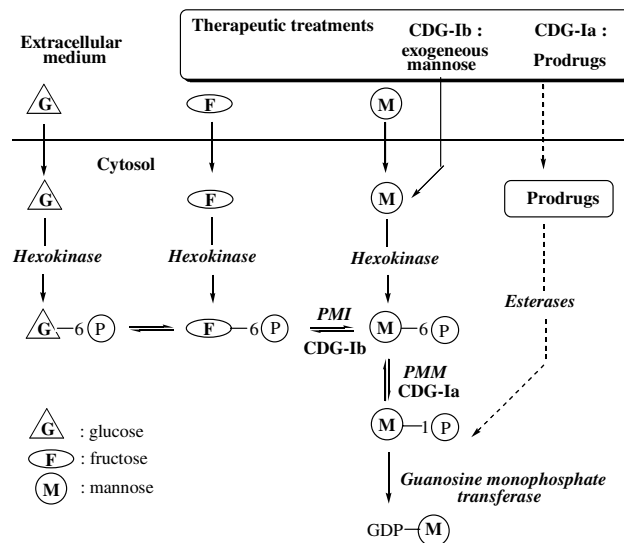 Therapeutic treatments
CDG-Ib :
exogeneous
mannose
CDG-Ia :
Prodrugs
Extracellular
medium
G
F
M
Cytosol
G
F
M
Prodrugs
Hexokinase
Hexokinase
Hexokinase
Esterases
G 6 P
F 6 P
PMI
CDG-Ib
M 6 P
PMM
CDG-Ia
M 1 P
G : glucose
F : fructose
M : mannose
Guanosine monophosphate
transferase
GDP M